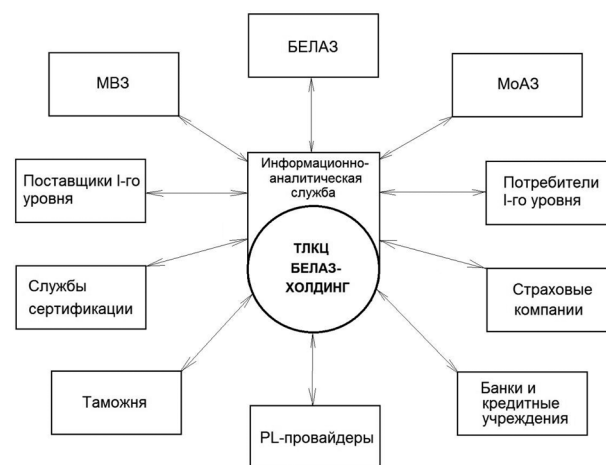 БЕЛАЗ
МВЗ
МоАЗ
Информационно-
аналитическая
служба
Поставщики I-го
уровня
Потребители
I-го уровня
ТЛКЦ
БЕЛАЗ-
ХОЛДИНГ
Службы
сертификации
Страховые
компании
Таможня
Банки и
кредитные
учреждения
PL-провайдеры